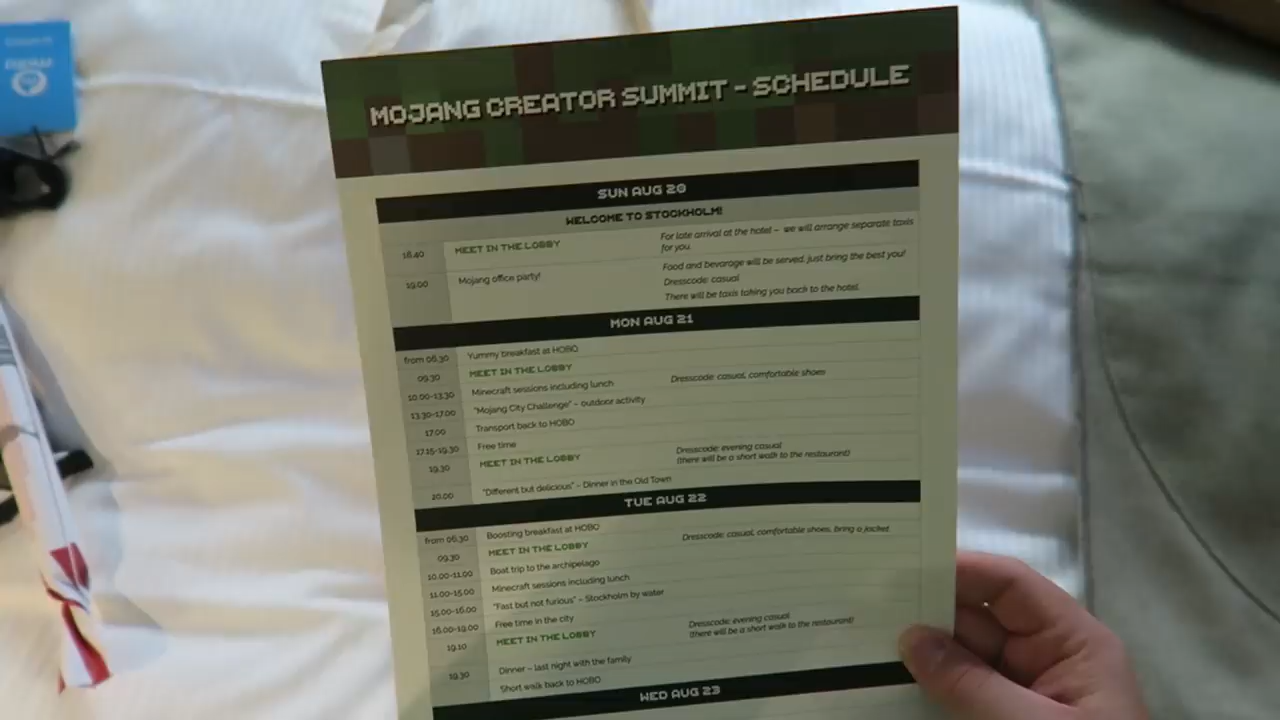 MOJANG CREATOR SUMMIT - SCHEDULE
SUN AUG 20
WELCOME TO STOCKHOLM!
18.40 MEET IN THE LOBBY For late arrival at the hotel – we will arrange separate taxis
for you.
19.00 Mojang office party! Food and bevarage will be served, just bring the best you!
Dresscode: casual
There will be taxis taking you back to the hotel.
MON AUG 21
from 06.30 Yummy breakfast at HOBO
09.30 MEET IN THE LOBBY
10.00-13.30 Minecraft sessions including lunch Dresscode: casual, comfortable shoes
13.30-17.00 "Mojang City Challenge" – outdoor activity
17.00 Transport back to HOBO
17.15-19.30 Free time
19.30 MEET IN THE LOBBY Dresscode: evening casual
(there will be a short walk to the restaurant)
20.00 "Different but delicious" – Dinner in the Old Town
TUE AUG 22
from 06.30 Boosting breakfast at HOBO
09.30 MEET IN THE LOBBY Dresscode: casual, comfortable shoes, bring a jacket
10.00-11.00 Boat trip to the archipelago
11.00-15.00 Minecraft sessions including lunch
15.00-16.00 "Fast but not furious" – Stockholm by water
16.00-19.00 Free time in the city
19.10 MEET IN THE LOBBY Dresscode: evening casual
(there will be a short walk to the restaurant)
19.30 Dinner – last night with the family
Short walk back to HOBO
WED AUG 23